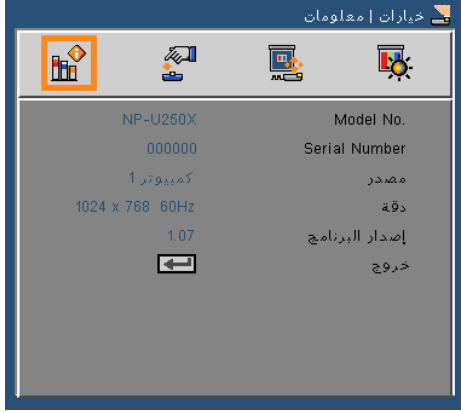 خيارات | معلومات
Model No. NP-U250X
Serial Number 000000
مصدر كمبيوتر 1
دقة 1024 x 768 60Hz
إصدار البرنامج 1.07
خروج